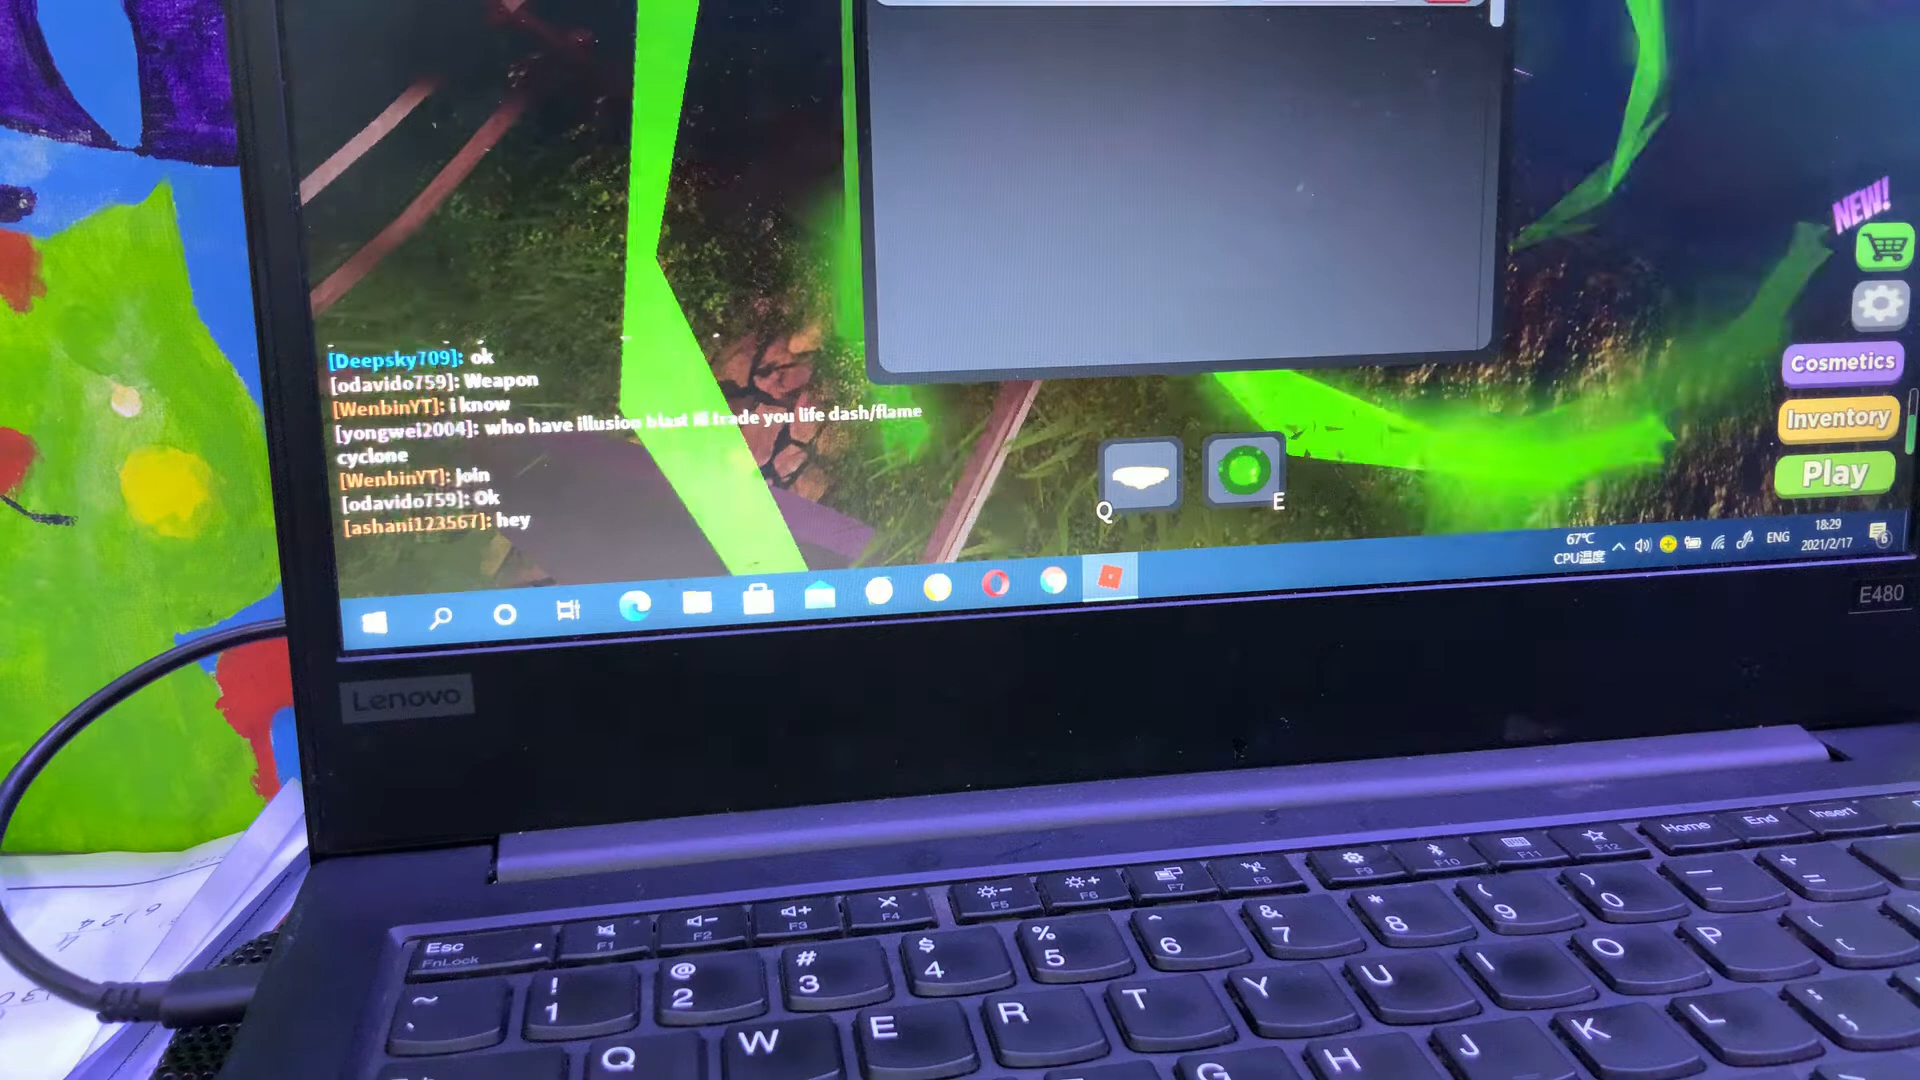 NEW!
[Deepsky709]: ok
[odavido759]: Weapon
[WenbinYT]: i know
[yongwei2004]: who have illusion blast trade you life dash/flame
cyclone
[WenbinYT]: join
[odavido759]: Ok
[ashani123567]: hey
Q
E
Cosmetics
Inventory
Play
67℃
CPU温度
ENG
18:29
2021/2/17
6
E480
Lenovo
Home End Insert
Esc
FnLock
F1 F2 F3 F4 F5 F6 F7 F8 F9 F10 F11 F12
~ ! @ # $ % ^ & * ( ) _ +
` 1 2 3 4 5 6 7 8 9 0 - =
Q W E R T Y U I O P { [
G H J K L : ;